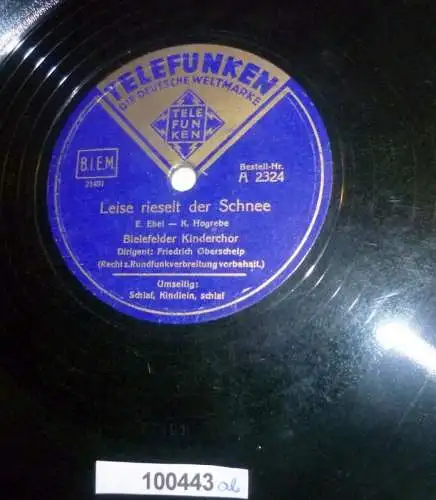 TELEFUNKEN
DIE DEUTSCHE WELTMARKE
TELE
FUN
KEN
B.I.E.M.
Bestell-Nr.
A 2324
Leise rieselt der Schnee
E. Ebel — K. Hogrebe
Bielefelder Kinderchor
Dirigent: Friedrich Oberschelp
(Recht z. Rundfunkverbreitung vorbehalt.)
Umseitig:
Schlaf, Kindlein, schlaf
100443 ab